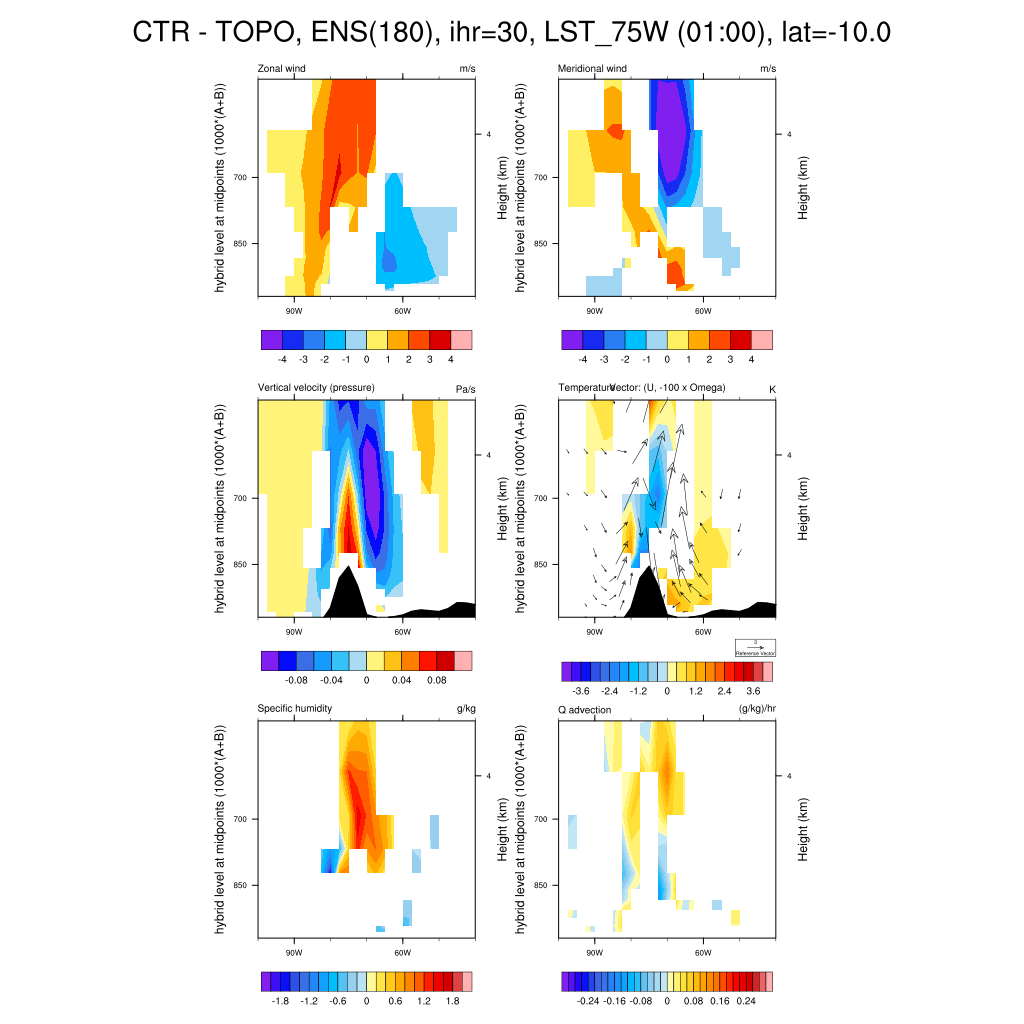 CTR - TOPO, ENS(180), ihr=30, LST_75W (01:00), lat=-10.0
Zonal wind m/s
hybrid level at midpoints (1000*(A+B))
700
850
4
Height (km)
90W 60W
-4 -3 -2 -1 0 1 2 3 4
Meridional wind m/s
hybrid level at midpoints (1000*(A+B))
700
850
4
Height (km)
90W 60W
-4 -3 -2 -1 0 1 2 3 4
Vertical velocity (pressure) Pa/s
hybrid level at midpoints (1000*(A+B))
700
850
4
Height (km)
90W 60W
-0.08 -0.04 0 0.04 0.08
Temperature Vector: (U, -100 x Omega) K
hybrid level at midpoints (1000*(A+B))
700
850
4
Height (km)
90W 60W
3
Reference Vector
-3.6 -2.4 -1.2 0 1.2 2.4 3.6
Specific humidity g/kg
hybrid level at midpoints (1000*(A+B))
700
850
4
Height (km)
90W 60W
-1.8 -1.2 -0.6 0 0.6 1.2 1.8
Q advection (g/kg)/hr
hybrid level at midpoints (1000*(A+B))
700
850
4
Height (km)
90W 60W
-0.24 -0.16 -0.08 0 0.08 0.16 0.24